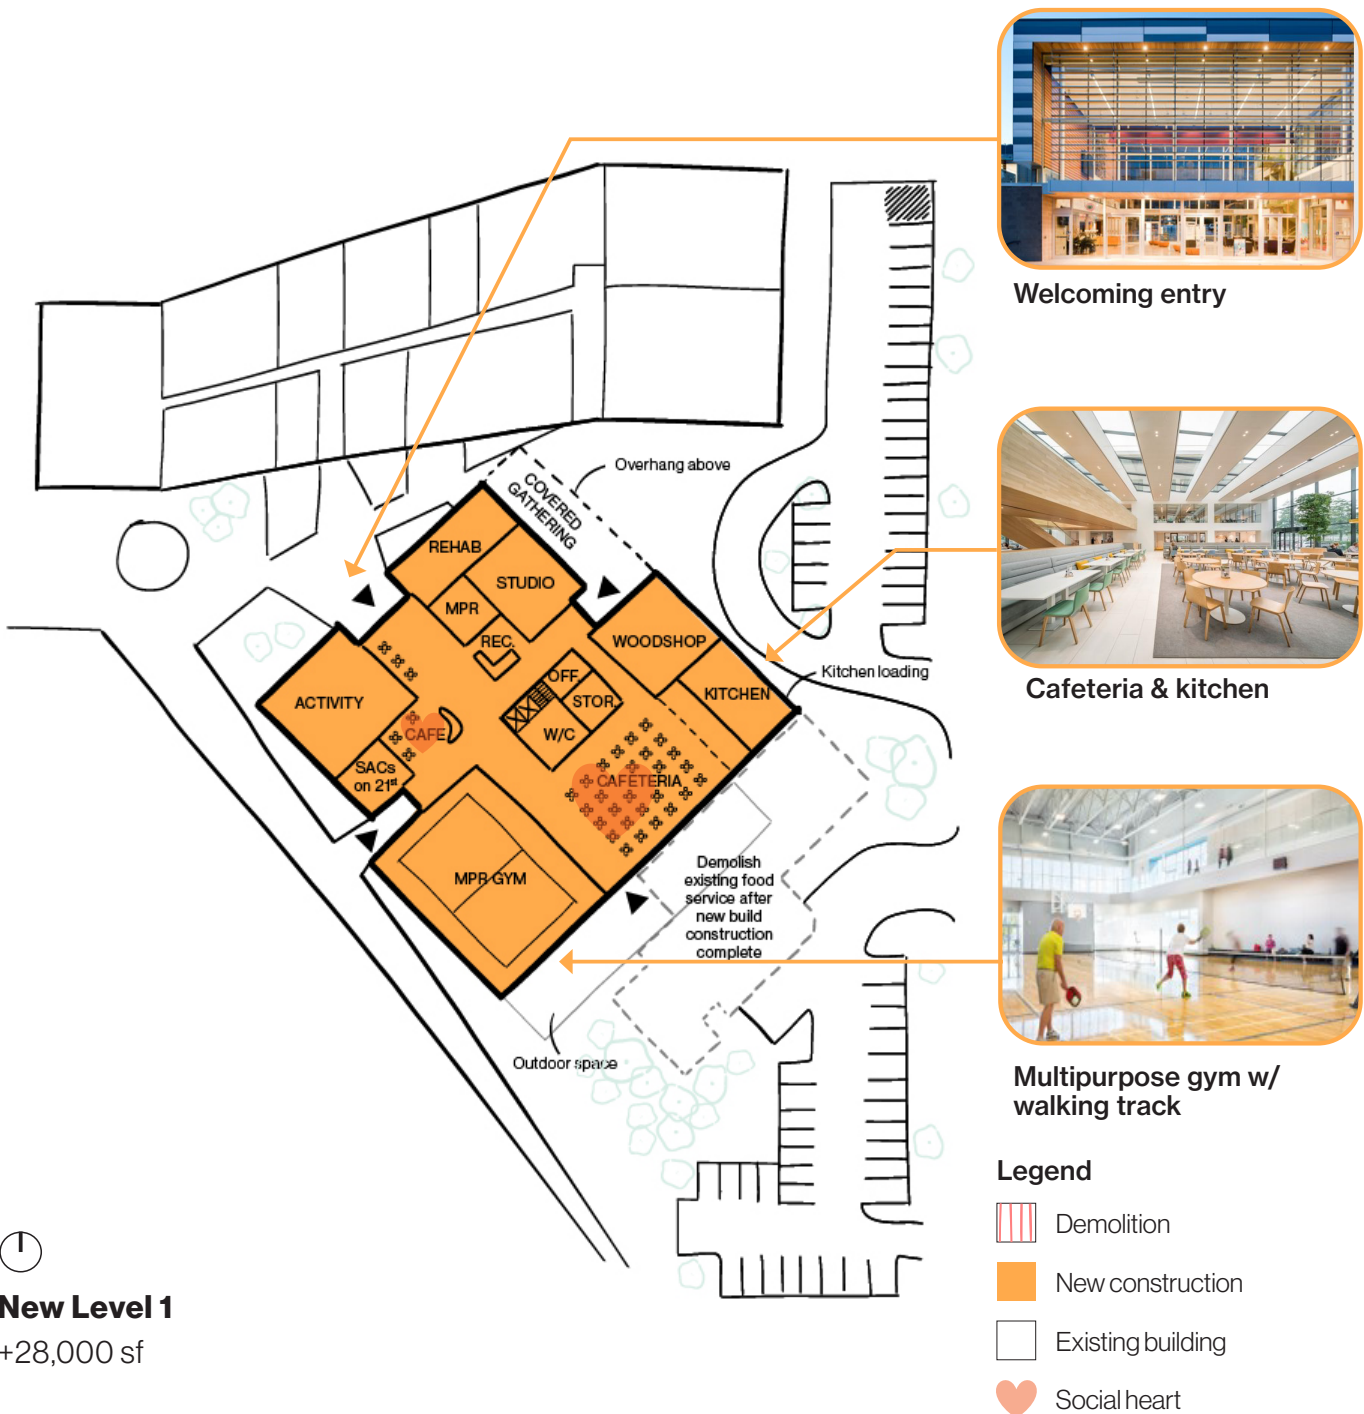 Welcoming entry
Overhang above
COVERED
GATHERING
REHAB
STUDIO
MPR
REC.
WOODSHOP
Kitchen loading
OFF.
KITCHEN
STOR.
ACTIVITY
CAFE
W/C
SACs
on 21st
CAFETERIA
Cafeteria & kitchen
MPR GYM
Demolish
existing food
service after
new build
construction
complete
Outdoor space
Multipurpose gym w/
walking track
Legend
Demolition
New construction
Existing building
Social heart
New Level 1
+28,000 sf